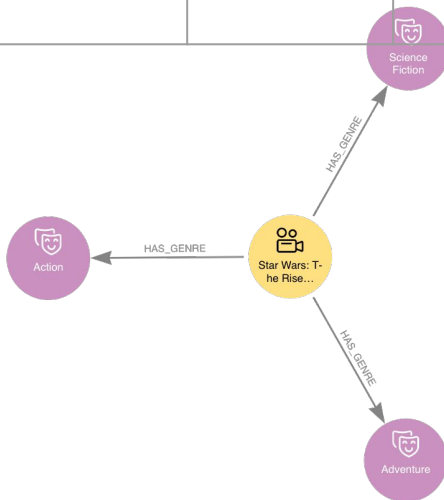 Science
Fiction
HAS_GENRE
HAS_GENRE
Action
Star Wars: T-
he Rise...
HAS_GENRE
Adventure